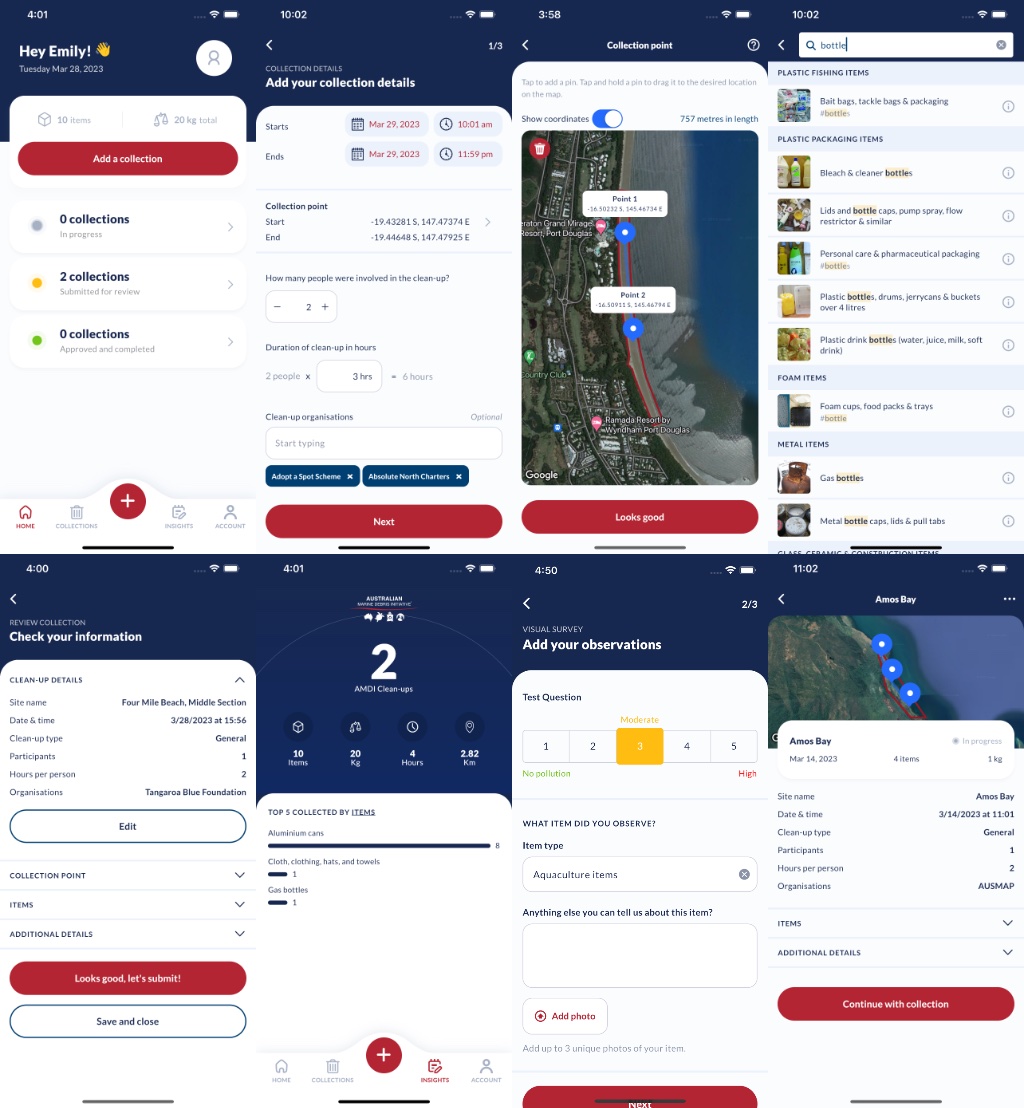 4:01
Hey Emily! 👋
Tuesday Mar 28, 2023
10 items
20 kg total
Add a collection
0 collections
In progress
2 collections
Submitted for review
0 collections
Approved and completed
HOME
COLLECTIONS
INSIGHTS
ACCOUNT
10:02
1/3
COLLECTION DETAILS
Add your collection details
Starts
Mar 29, 2023
10:01 am
Ends
Mar 29, 2023
11:59 pm
Collection point
Start
-19.43281 S, 147.47374 E
End
-19.44648 S, 147.47925 E
How many people were involved in the clean-up?
− 2 +
Duration of clean-up in hours
2 people x 3 hrs = 6 hours
Clean-up organisations
Optional
Start typing
Adopt a Spot Scheme ×
Absolute North Charters ×
Next
3:58
Collection point
Tap to add a pin. Tap and hold a pin to drag it to the desired location
on the map.
Show coordinates
757 metres in length
Point 1
-16.50232 S, 145.46734 E
eraton Grand Mirage
Resort, Port Douglas
Point 2
-16.50911 S, 145.46794 E
Country Club
Ramada Resort by
Wyndham Port Douglas
Google
Looks good
10:02
bottle
PLASTIC FISHING ITEMS
Bait bags, tackle bags & packaging
#bottles
PLASTIC PACKAGING ITEMS
Bleach & cleaner bottles
Lids and bottle caps, pump spray, flow
restrictor & similar
Personal care & pharmaceutical packaging
#bottles
Plastic bottles, drums, jerrycans & buckets
over 4 litres
Plastic drink bottles (water, juice, milk, soft
drink)
FOAM ITEMS
Foam cups, food packs & trays
#bottle
METAL ITEMS
Gas bottles
Metal bottle caps, lids & pull tabs
GLASS, CERAMIC & CONSTRUCTION ITEMS
4:00
REVIEW COLLECTION
Check your information
CLEAN-UP DETAILS
Site name
Four Mile Beach, Middle Section
Date & time
3/28/2023 at 15:56
Clean-up type
General
Participants
1
Hours per person
2
Organisations
Tangaroa Blue Foundation
Edit
COLLECTION POINT
ITEMS
ADDITIONAL DETAILS
Looks good, let's submit!
Save and close
4:01
AUSTRALIAN
MARINE DEBRIS INITIATIVE
2
AMDI Clean-ups
10
Items
20
Kg
4
Hours
2.82
Km
TOP 5 COLLECTED BY ITEMS
Aluminium cans
8
Cloth, clothing, hats, and towels
1
Gas bottles
1
HOME
COLLECTIONS
INSIGHTS
ACCOUNT
4:50
2/3
VISUAL SURVEY
Add your observations
Test Question
Moderate
1 2 3 4 5
No pollution
High
WHAT ITEM DID YOU OBSERVE?
Item type
Aquaculture items
Anything else you can tell us about this item?
Add photo
Add up to 3 unique photos of your item.
Next
11:02
Amos Bay
Amos Bay
In progress
Mar 14, 2023
4 items
1 kg
Site name
Amos Bay
Date & time
3/14/2023 at 11:01
Clean-up type
General
Participants
1
Hours per person
2
Organisations
AUSMAP
ITEMS
ADDITIONAL DETAILS
Continue with collection